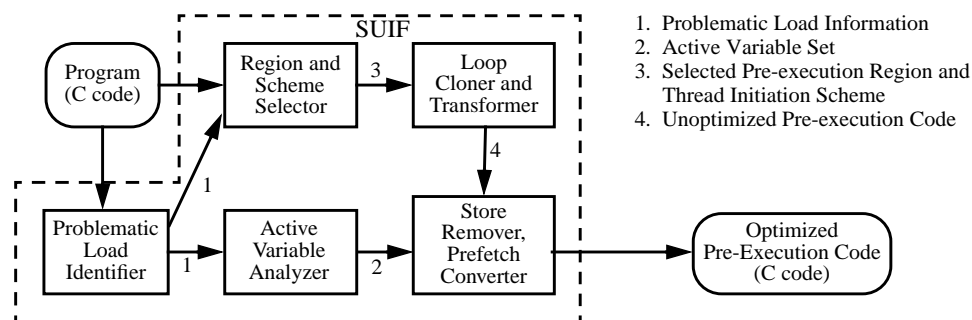 SUIF
Program
(C code)
Region and
Scheme
Selector
3
Loop
Cloner and
Transformer
1. Problematic Load Information
2. Active Variable Set
3. Selected Pre-execution Region and
Thread Initiation Scheme
4. Unoptimized Pre-execution Code
1
4
Problematic
Load
Identifier
1
Active
Variable
Analyzer
2
Store
Remover,
Prefetch
Converter
Optimized
Pre-Execution Code
(C code)